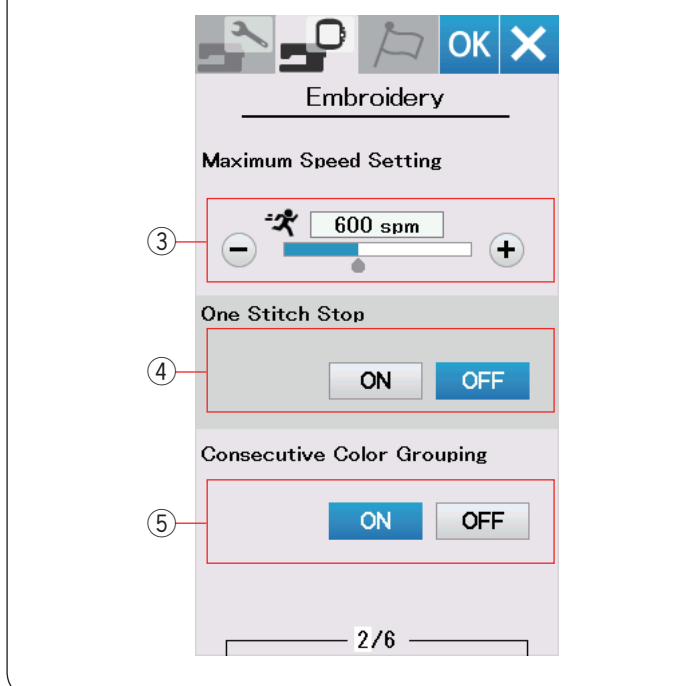 OK
Embroidery
Maximum Speed Setting
③
600 spm
− +
One Stitch Stop
④
ON OFF
Consecutive Color Grouping
⑤
ON OFF
2/6